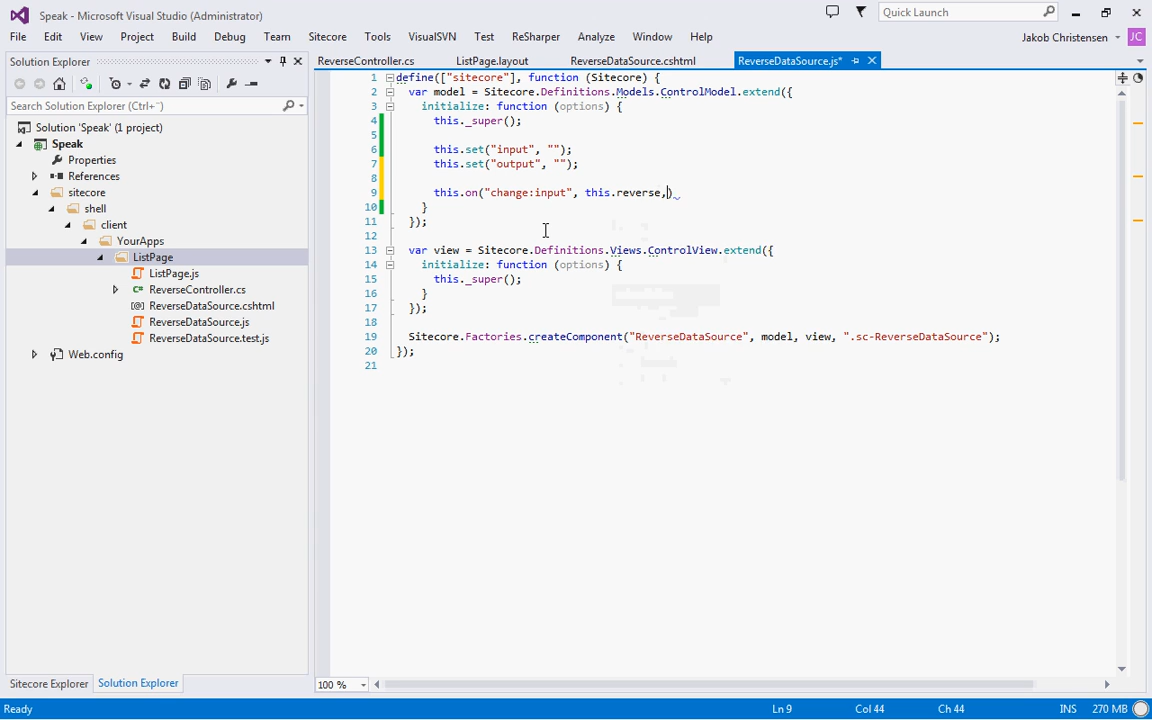 Speak - Microsoft Visual Studio (Administrator)
Quick Launch
File Edit View Project Build Debug Team Sitecore Tools VisualSVN Test ReSharper Analyze Window Help
Jakob Christensen JC
Solution Explorer
Search Solution Explorer (Ctrl+¨)
Solution 'Speak' (1 project)
Speak
Properties
References
sitecore
shell
client
YourApps
ListPage
ListPage.js
ReverseController.cs
ReverseDataSource.cshtml
ReverseDataSource.js
ReverseDataSource.test.js
Web.config
Sitecore Explorer Solution Explorer
ReverseController.cs ListPage.layout ReverseDataSource.cshtml ReverseDataSource.js*
1 define(["sitecore"], function (Sitecore) {
2 var model = Sitecore.Definitions.Models.ControlModel.extend({
3 initialize: function (options) {
4 this._super();
5
6 this.set("input", "");
7 this.set("output", "");
8
9 this.on("change:input", this.reverse,)
10 }
11 });
12
13 var view = Sitecore.Definitions.Views.ControlView.extend({
14 initialize: function (options) {
15 this._super();
16 }
17 });
18
19 Sitecore.Factories.createComponent("ReverseDataSource", model, view, ".sc-ReverseDataSource");
20 });
21
100 %
Ready Ln 9 Col 44 Ch 44 INS 270 MB